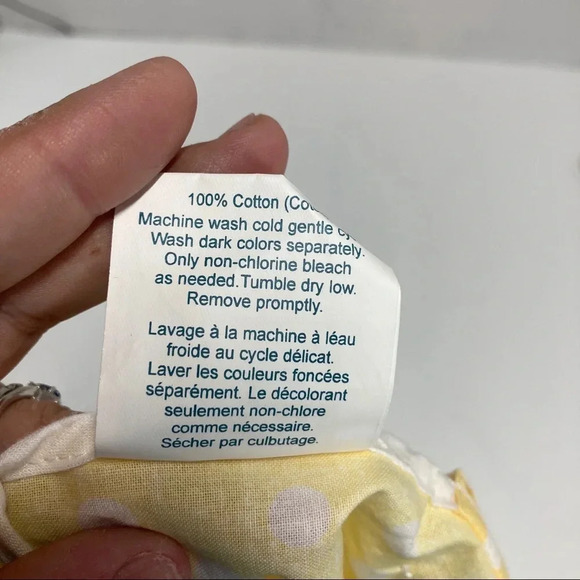 100% Cotton
Machine wash cold gentle
Wash dark colors separately.
Only non-chlorine bleach
as needed.Tumble dry low.
Remove promptly.
Lavage à la machine à léau
froide au cycle délicat.
Laver les couleurs foncées
séparément. Le décolorant
seulement non-chlore
comme nécessaire.
Sécher par culbutage.